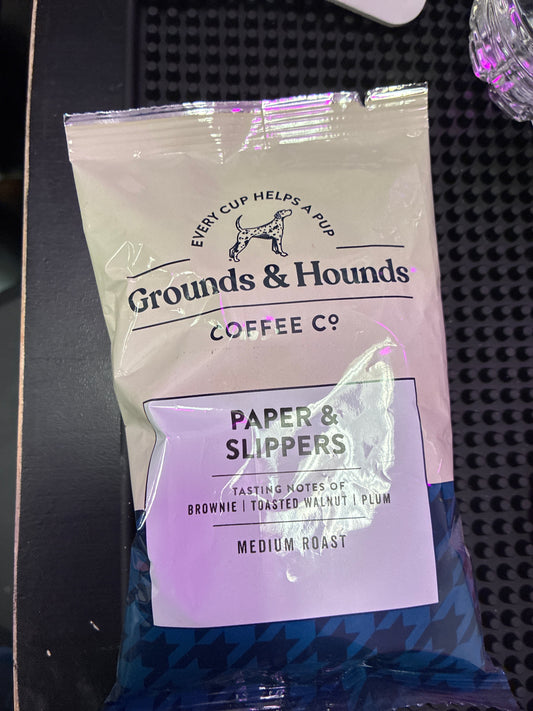 EVERY CUP HELPS A PUP
Grounds & Hounds
COFFEE Cº
PAPER &
SLIPPERS
TASTING NOTES OF
BROWNIE | TOASTED WALNUT | PLUM
MEDIUM ROAST